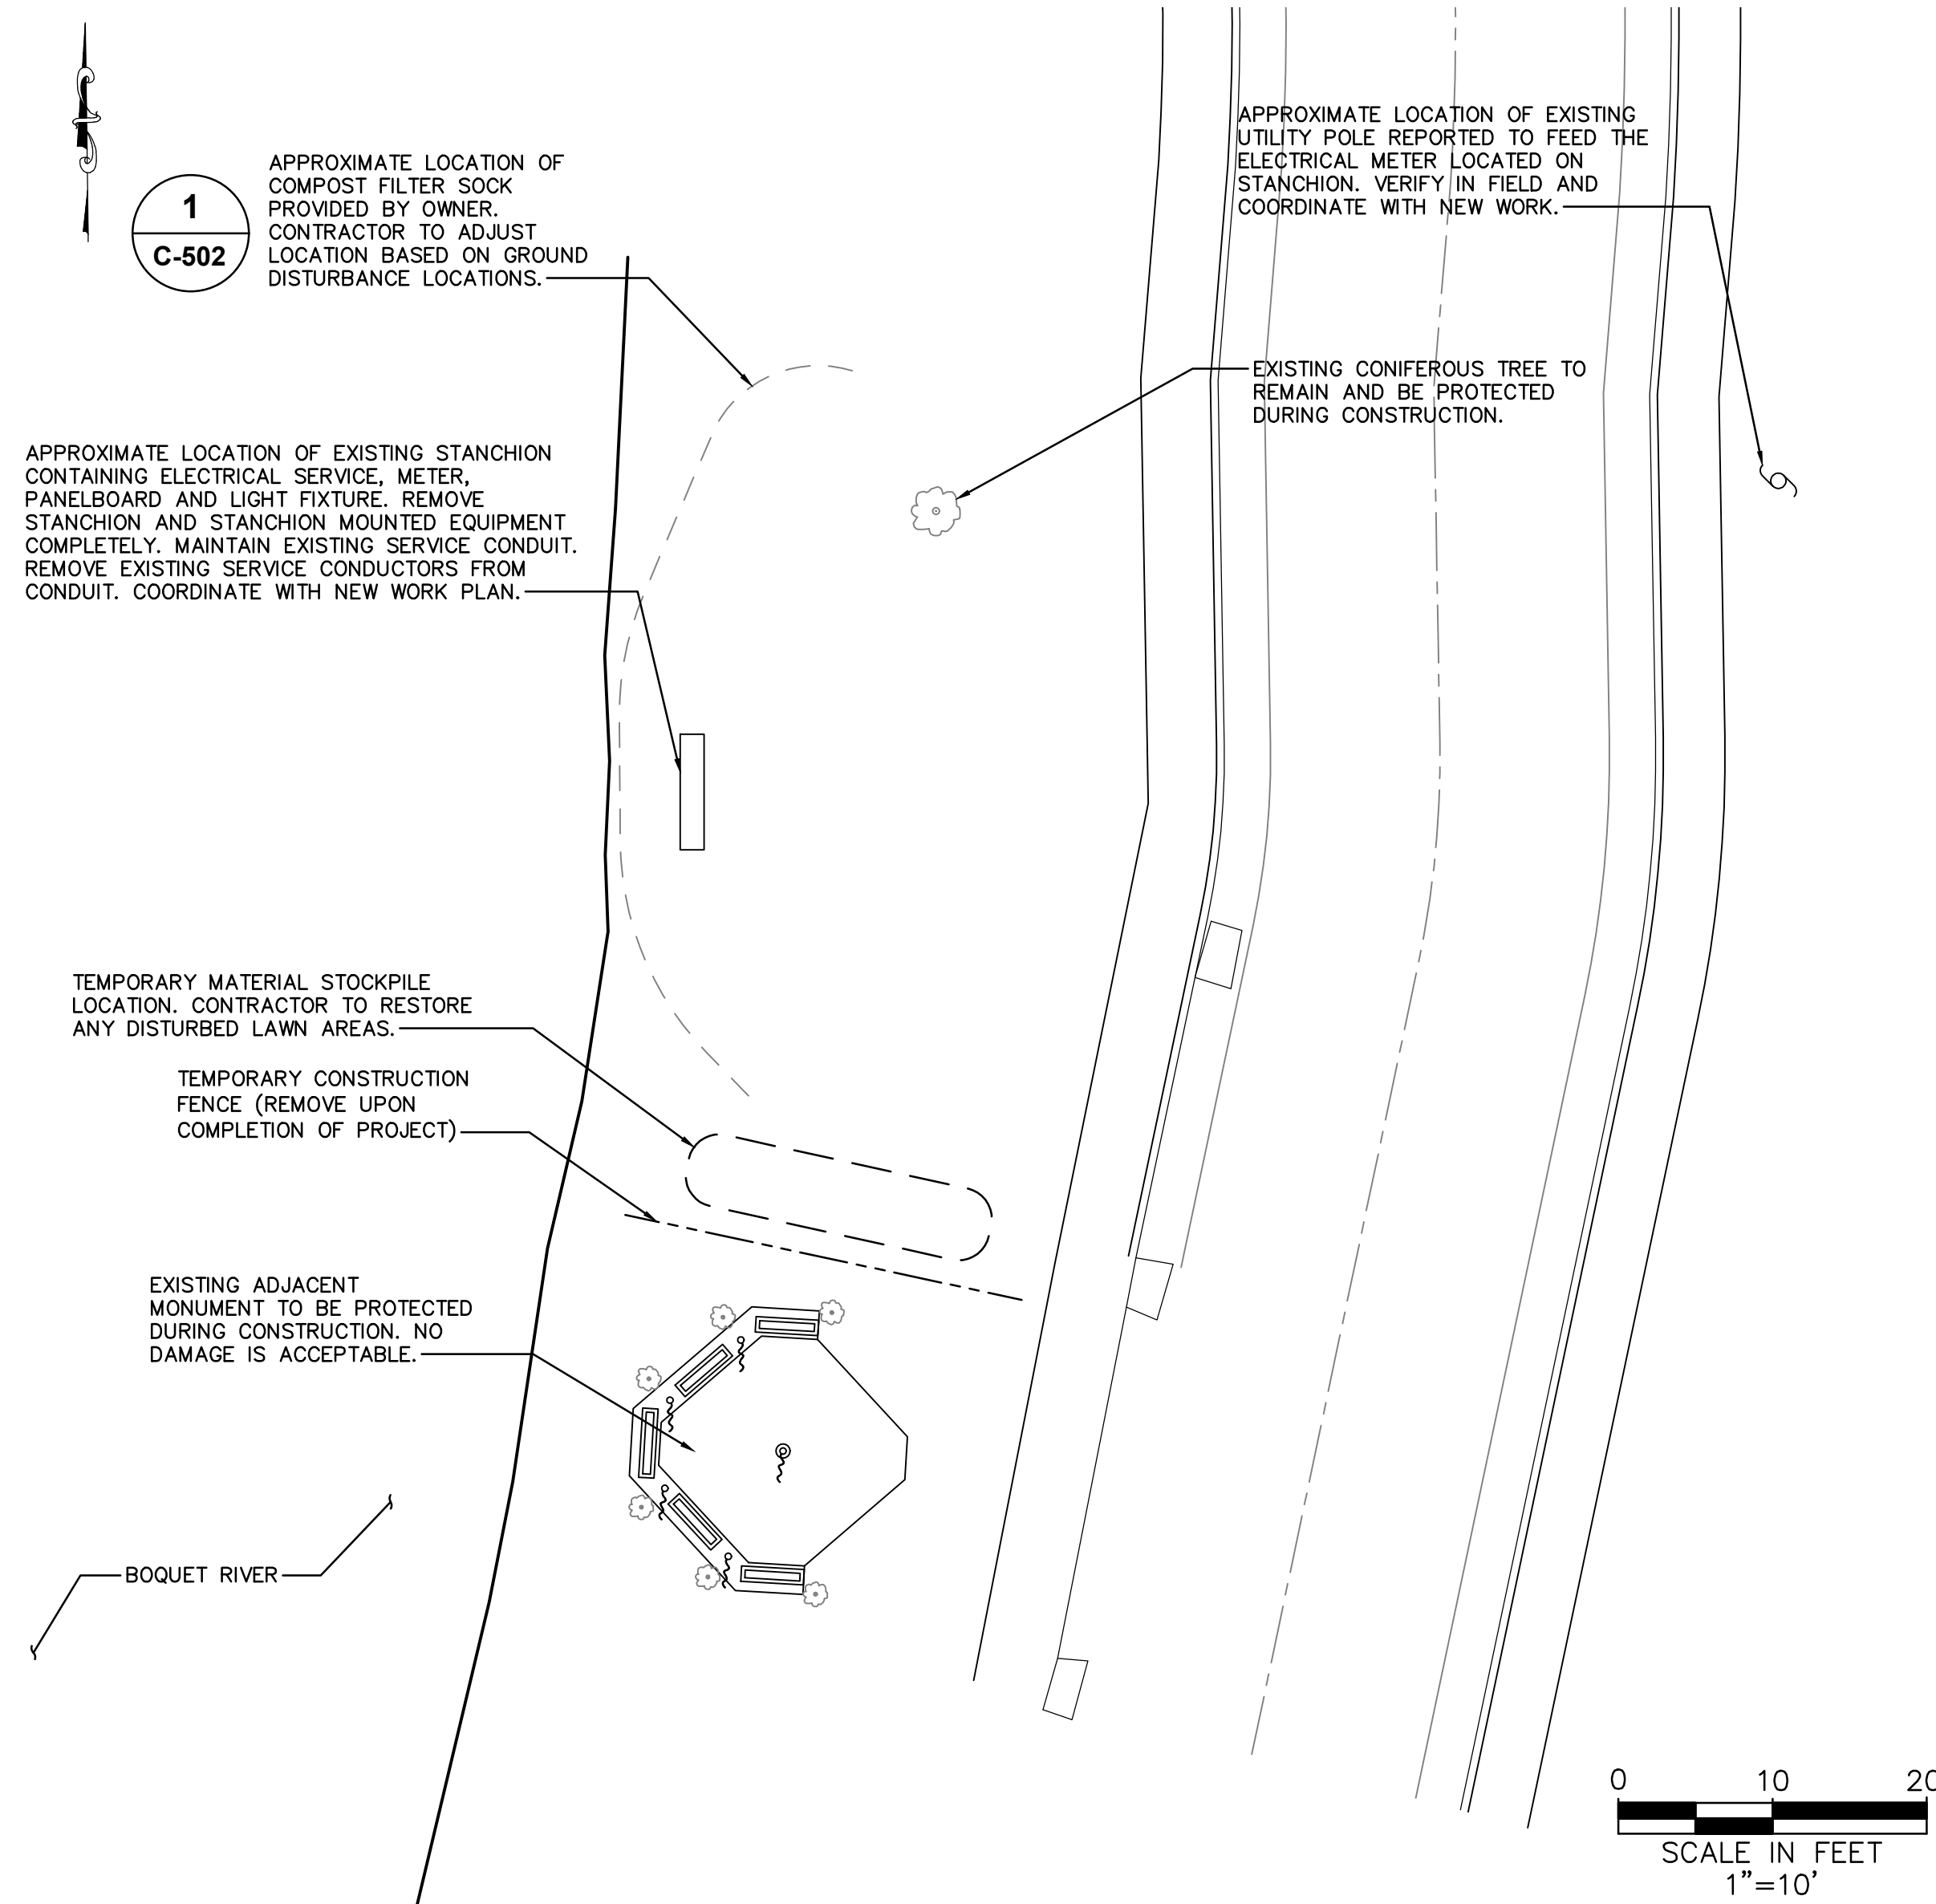 APPROXIMATE LOCATION OF EXISTING
UTILITY POLE REPORTED TO FEED THE
ELECTRICAL METER LOCATED ON
STANCHION. VERIFY IN FIELD AND
COORDINATE WITH NEW WORK.
1
C-502
APPROXIMATE LOCATION OF
COMPOST FILTER SOCK
PROVIDED BY OWNER.
CONTRACTOR TO ADJUST
LOCATION BASED ON GROUND
DISTURBANCE LOCATIONS.
EXISTING CONIFEROUS TREE TO
REMAIN AND BE PROTECTED
DURING CONSTRUCTION.
APPROXIMATE LOCATION OF EXISTING STANCHION
CONTAINING ELECTRICAL SERVICE, METER,
PANELBOARD AND LIGHT FIXTURE. REMOVE
STANCHION AND STANCHION MOUNTED EQUIPMENT
COMPLETELY. MAINTAIN EXISTING SERVICE CONDUIT.
REMOVE EXISTING SERVICE CONDUCTORS FROM
CONDUIT. COORDINATE WITH NEW WORK PLAN.
TEMPORARY MATERIAL STOCKPILE
LOCATION. CONTRACTOR TO RESTORE
ANY DISTURBED LAWN AREAS.
TEMPORARY CONSTRUCTION
FENCE (REMOVE UPON
COMPLETION OF PROJECT)
EXISTING ADJACENT
MONUMENT TO BE PROTECTED
DURING CONSTRUCTION. NO
DAMAGE IS ACCEPTABLE.
BOQUET RIVER
0 10 20
SCALE IN FEET
1"=10'